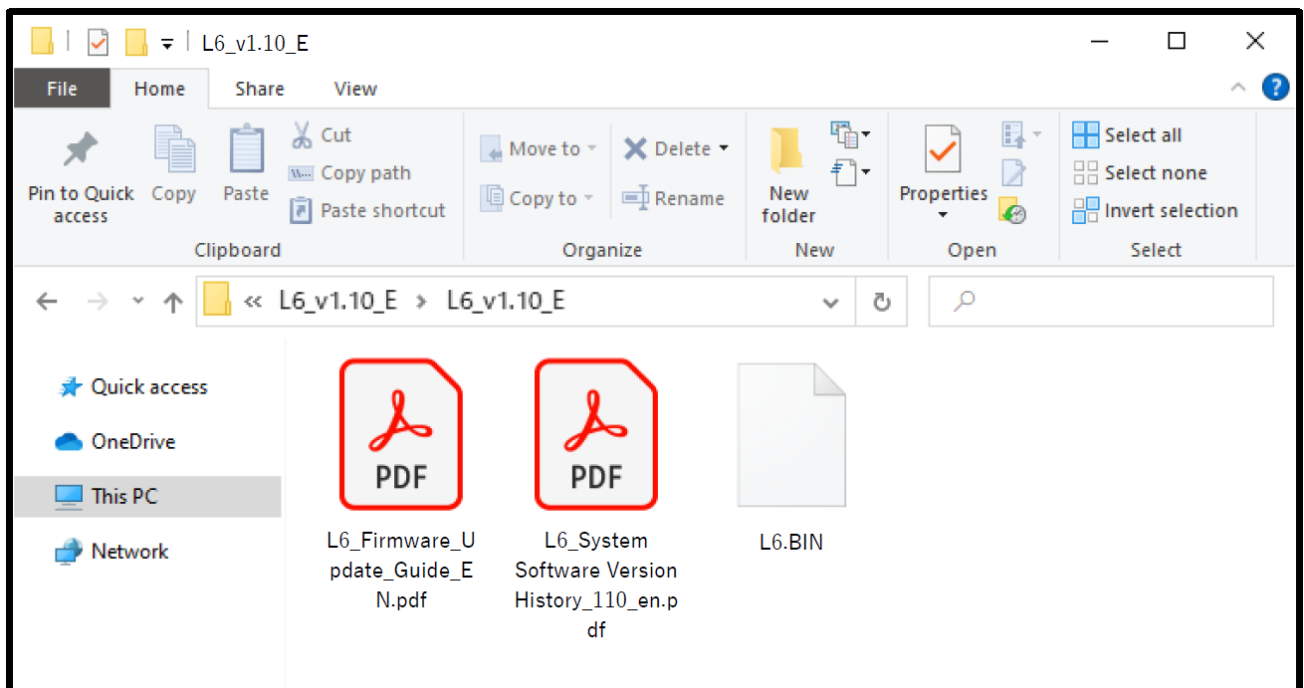 L6_v1.10_E
File Home Share View
Pin to Quick access
Copy
Paste
Cut
Copy path
Paste shortcut
Clipboard
Move to
Copy to
Delete
Rename
Organize
New folder
New
Properties
Open
Select all
Select none
Invert selection
Select
« L6_v1.10_E > L6_v1.10_E
Quick access
OneDrive
This PC
Network
PDF
L6_Firmware_U
pdate_Guide_E
N.pdf
PDF
L6_System
Software Version
History_110_en.p
df
L6.BIN